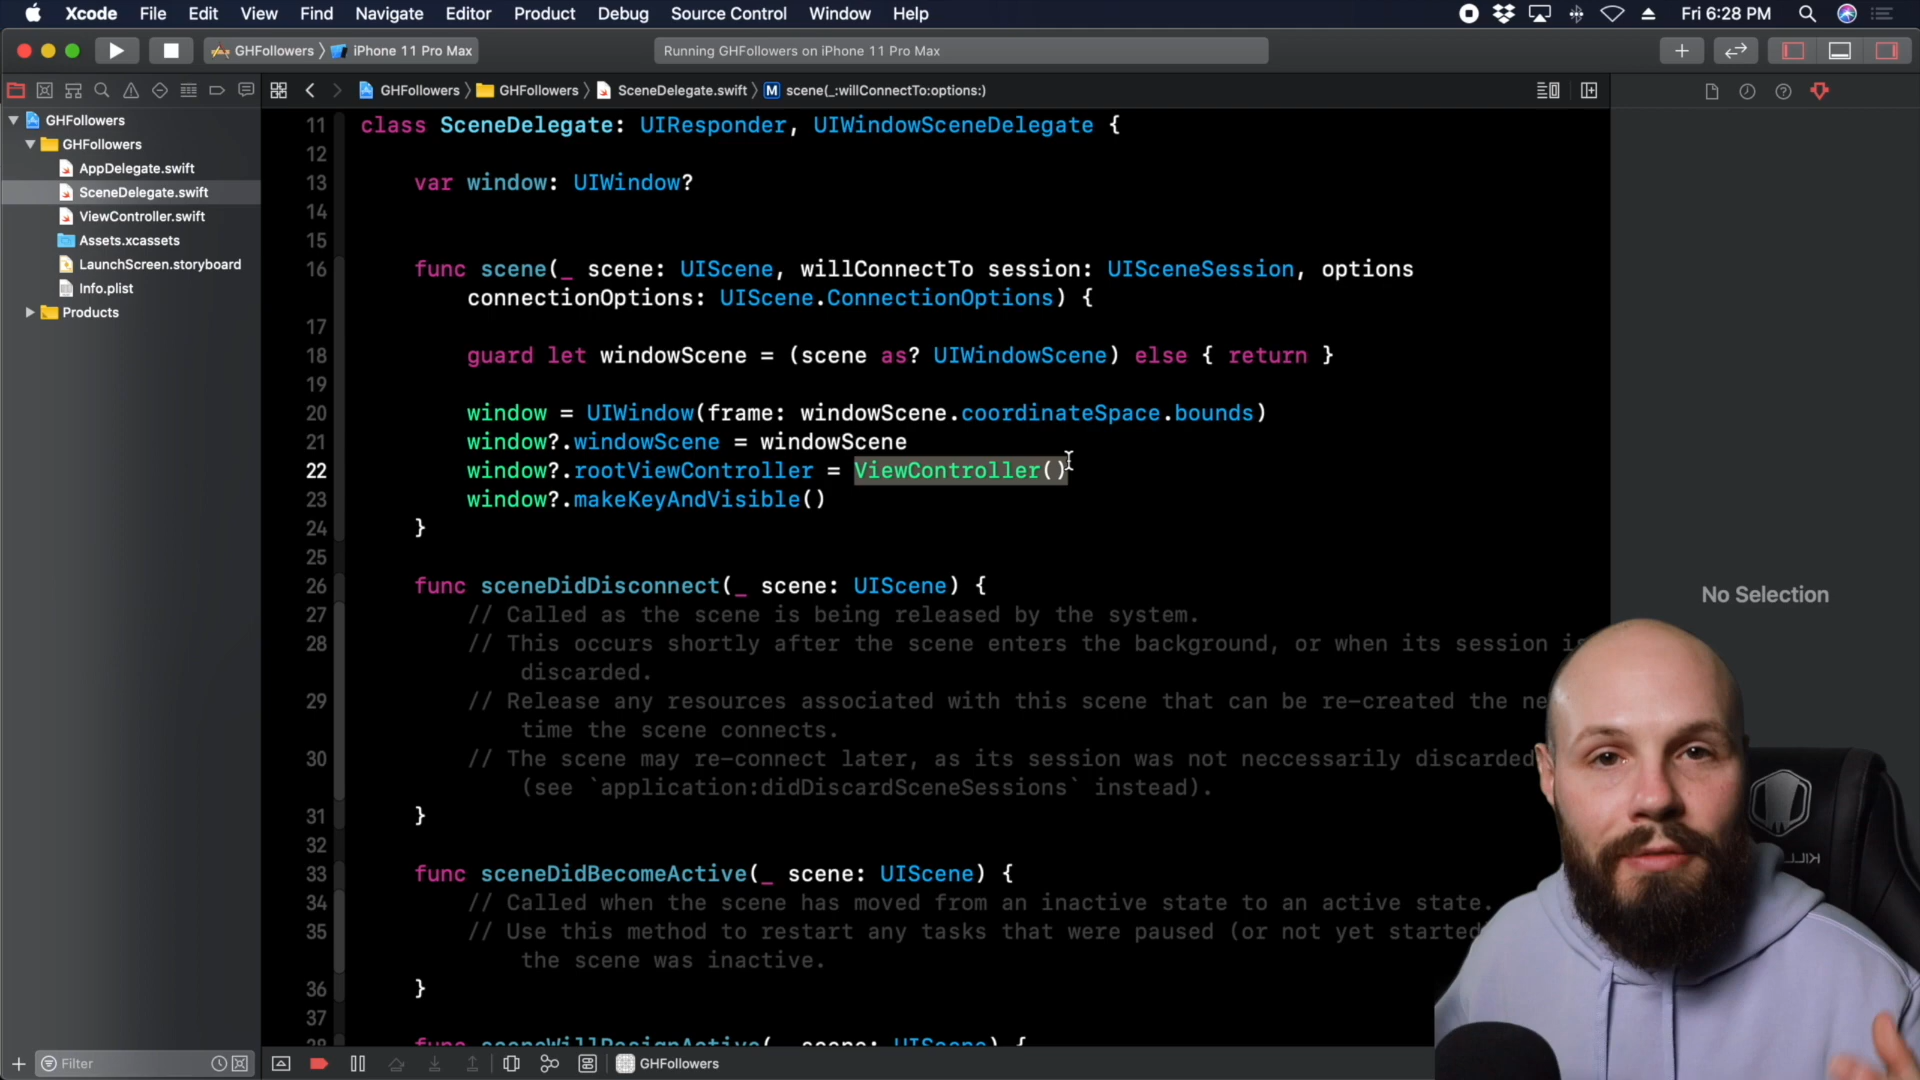 Xcode File Edit View Find Navigate Editor Product Debug Source Control Window Help Fri 6:28 PM
GHFollowers iPhone 11 Pro Max Running GHFollowers on iPhone 11 Pro Max
GHFollowers GHFollowers SceneDelegate.swift M scene(_:willConnectTo:options:)
GHFollowers
GHFollowers
AppDelegate.swift
SceneDelegate.swift
ViewController.swift
Assets.xcassets
LaunchScreen.storyboard
Info.plist
Products
11 class SceneDelegate: UIResponder, UIWindowSceneDelegate {
12
13 var window: UIWindow?
14
15
16 func scene(_ scene: UIScene, willConnectTo session: UISceneSession, options
connectionOptions: UIScene.ConnectionOptions) {
17
18 guard let windowScene = (scene as? UIWindowScene) else { return }
19
20 window = UIWindow(frame: windowScene.coordinateSpace.bounds)
21 window?.windowScene = windowScene
22 window?.rootViewController = ViewController()
23 window?.makeKeyAndVisible()
24 }
25
26 func sceneDidDisconnect(_ scene: UIScene) {
27 // Called as the scene is being released by the system.
28 // This occurs shortly after the scene enters the background, or when its session is
discarded.
29 // Release any resources associated with this scene that can be re-created the
time the scene connects.
30 // The scene may re-connect later, as its session was not neccessarily discarded
(see `application:didDiscardSceneSessions` instead).
31 }
32
33 func sceneDidBecomeActive(_ scene: UIScene) {
34 // Called when the scene has moved from an inactive state to an active state.
35 // Use this method to restart any tasks that were paused (or not yet started
the scene was inactive.
36 }
37
func sceneWillResignActive(_ scene: UIScene) {
No Selection
Filter
GHFollowers